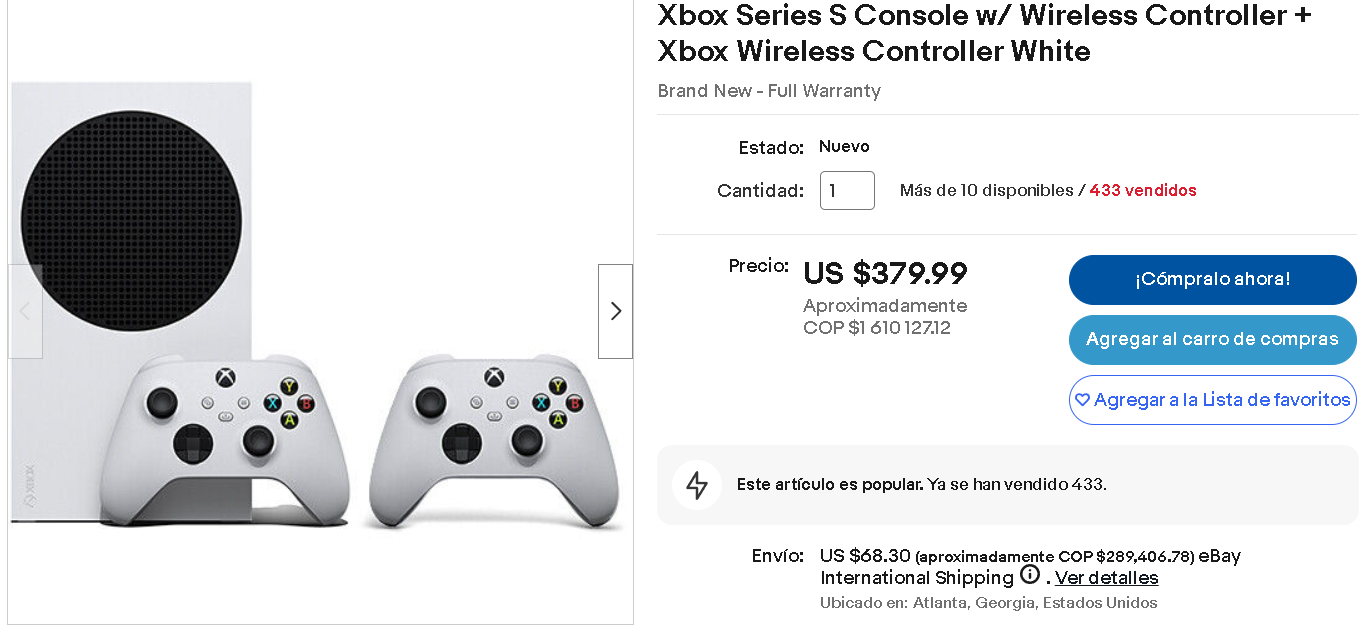 Xbox Series S Console w/ Wireless Controller +
Xbox Wireless Controller White
Brand New - Full Warranty
Estado: Nuevo
Cantidad: 1 Más de 10 disponibles / 433 vendidos
Precio: US $379.99
Aproximadamente
COP $1 610 127.12
¡Cómpralo ahora!
Agregar al carro de compras
Agregar a la Lista de favoritos
Este artículo es popular. Ya se han vendido 433.
Envío: US $68.30 (aproximadamente COP $289,406.78) eBay
International Shipping . Ver detalles
Ubicado en: Atlanta, Georgia, Estados Unidos
XBOX
Y
X B
A
Y
X B
A